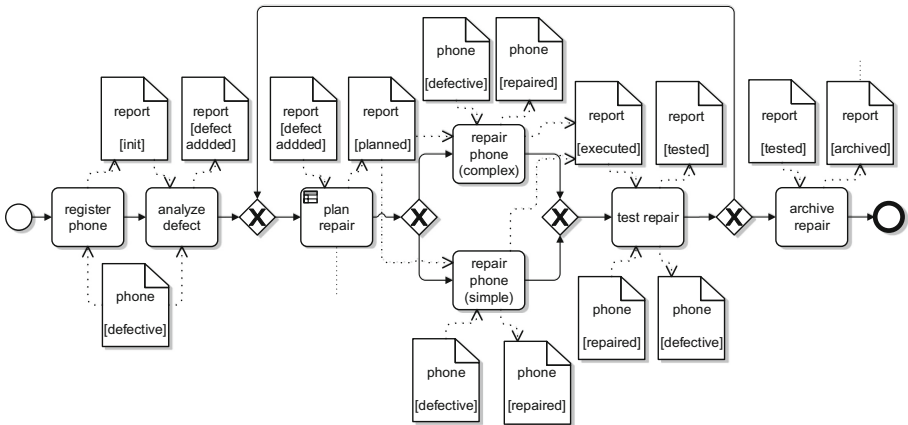 phone
[defective]
phone
[repaired]
report
[init]
report
[defect
addded]
report
[defect
addded]
report
[planned]
report
[executed]
report
[tested]
report
[tested]
report
[archived]
repair
phone
(complex)
register
phone
analyze
defect
X
plan
repair
X
X
test repair
X
archive
repair
repair
phone
(simple)
phone
[defective]
phone
[repaired]
phone
[defective]
phone
[defective]
phone
[repaired]